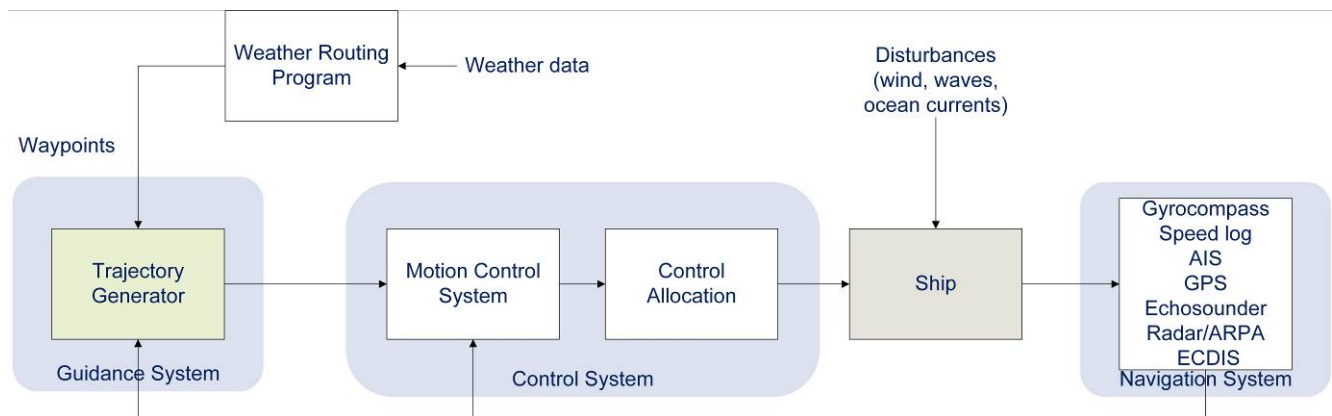 Weather Routing
Program
Weather data
Disturbances
(wind, waves,
ocean currents)
Waypoints
Trajectory
Generator
Guidance System
Motion Control
System
Control
Allocation
Control System
Ship
Gyrocompass
Speed log
AIS
GPS
Echosounder
Radar/ARPA
ECDIS
Navigation System